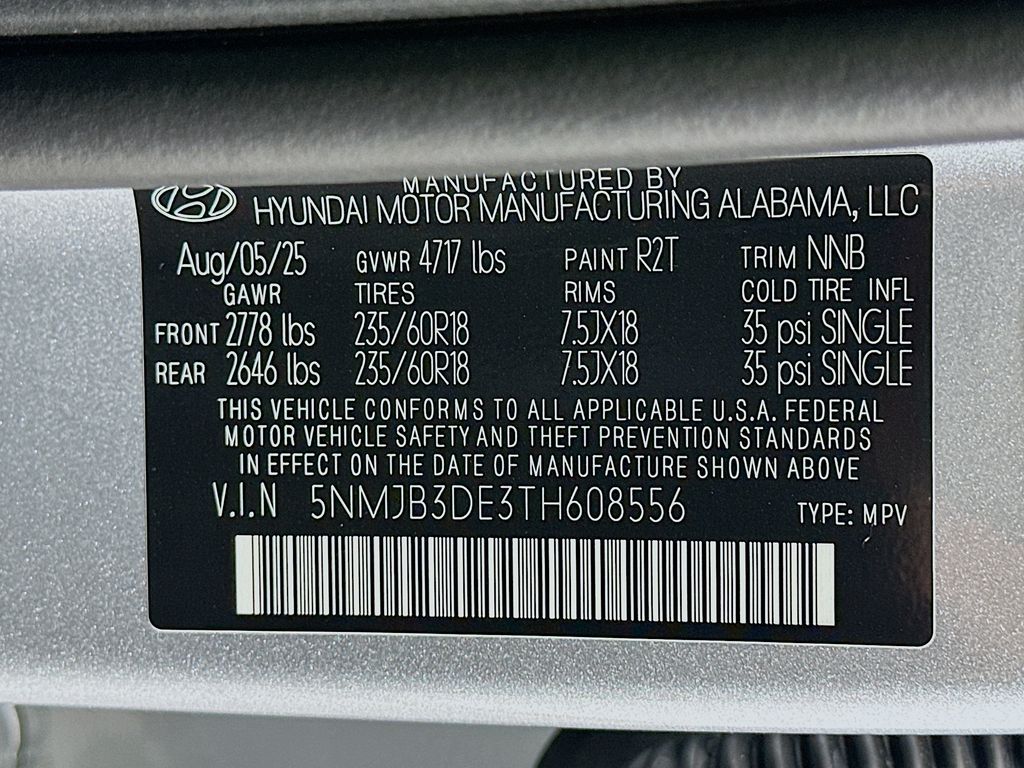 MANUFACTURED BY
HYUNDAI MOTOR MANUFACTURING ALABAMA, LLC
Aug/05/25 GVWR 4717 lbs PAINT R2T TRIM NNB
GAWR TIRES RIMS COLD TIRE INFL
FRONT 2778 lbs 235/60R18 7.5JX18 35 psi SINGLE
REAR 2646 lbs 235/60R18 7.5JX18 35 psi SINGLE
THIS VEHICLE CONFORMS TO ALL APPLICABLE U.S.A. FEDERAL
MOTOR VEHICLE SAFETY AND THEFT PREVENTION STANDARDS
IN EFFECT ON THE DATE OF MANUFACTURE SHOWN ABOVE
V.I.N 5NMJB3DE3TH608556 TYPE: MPV